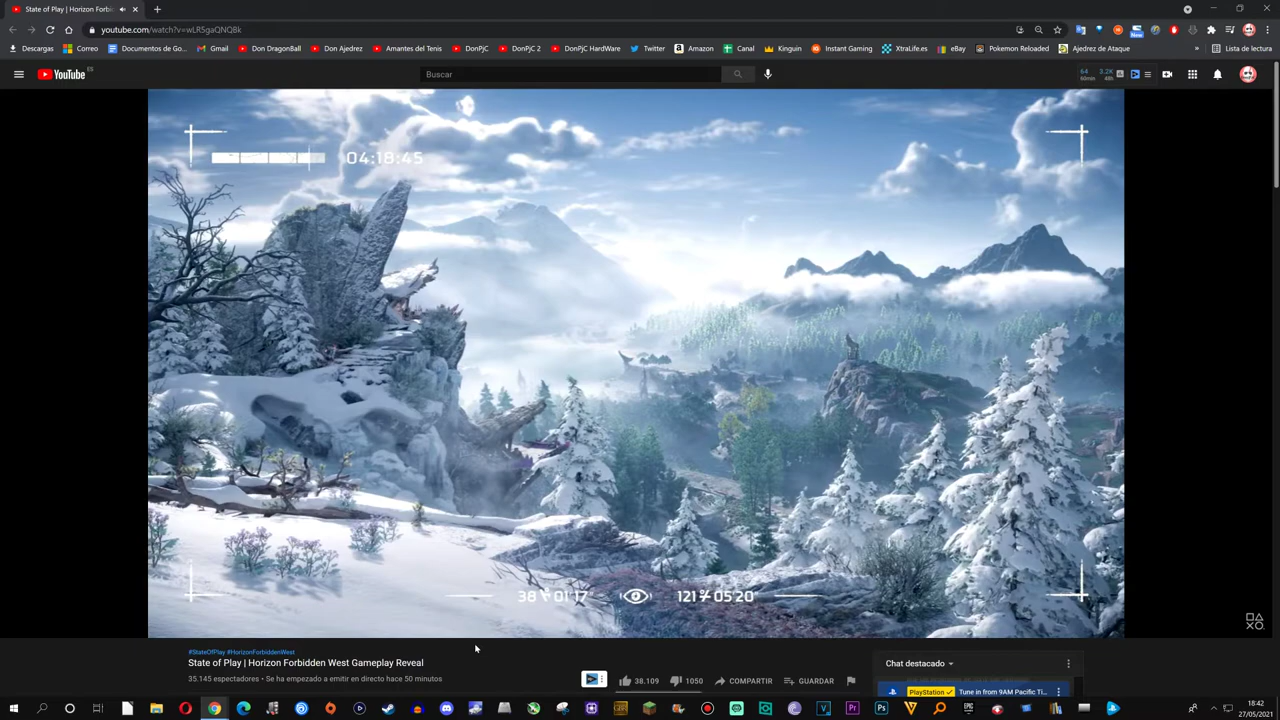 State of Play | Horizon Forbi
youtube.com/watch?v=wLR5gaQNQBk
Descargas
Correo
Documentos de Go...
Gmail
Don DragonBall
Don Ajedrez
Amantes del Tenis
DonPjC
DonPjC 2
DonPjC HardWare
Twitter
Amazon
Canal
Kinguin
Instant Gaming
XtraLife.es
eBay
Pokemon Reloaded
Ajedrez de Ataque
»
Lista de lectura
YouTube ES
Buscar
64 60min
3.2K 48h
04:18:45
38 01'17"
121 05'20"
#StateOfPlay #HorizonForbiddenWest
State of Play | Horizon Forbidden West Gameplay Reveal
35.145 espectadores • Se ha empezado a emitir en directo hace 50 minutos
38.109
1050
COMPARTIR
GUARDAR
Chat destacado
PlayStation
Tune in from 9AM Pacific Ti...
18:42
27/05/2021